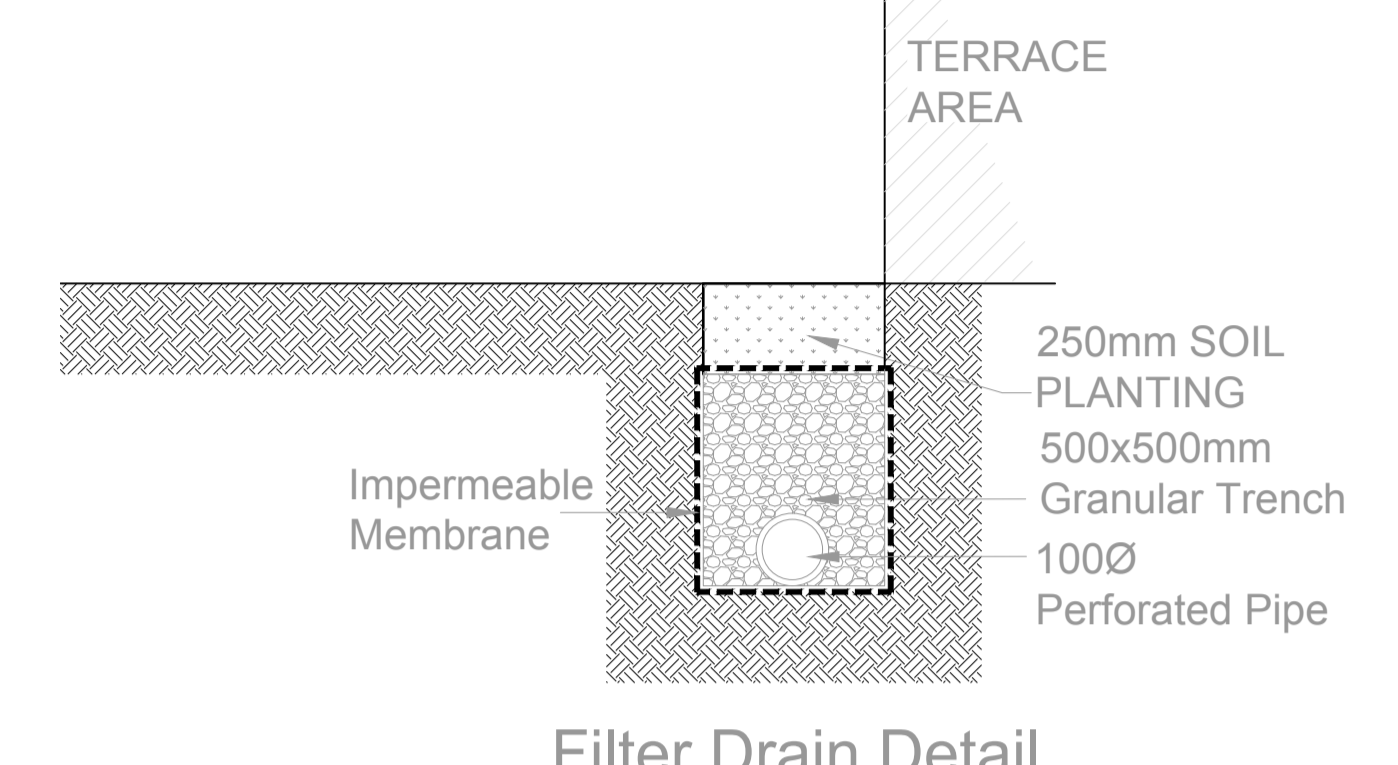 TERRACE
AREA
250mm SOIL
PLANTING
500x500mm
Granular Trench
Impermeable
Membrane
100Ø
Perforated Pipe
Filter Drain Detail